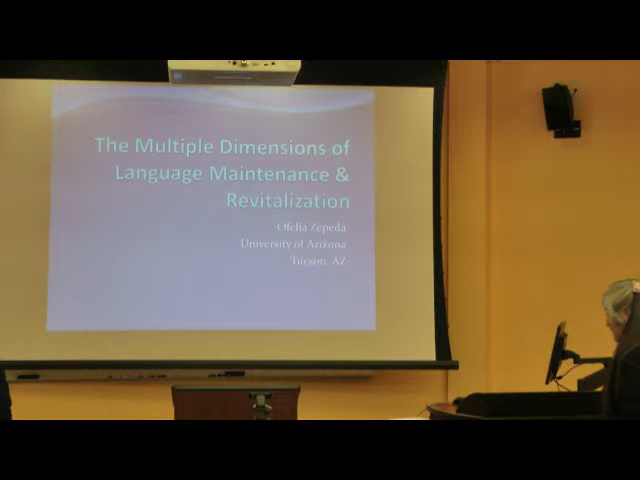 The Multiple Dimensions of
Language Maintenance &
Revitalization
Ofelia Zepeda
University of Arizona
Tucson, AZ